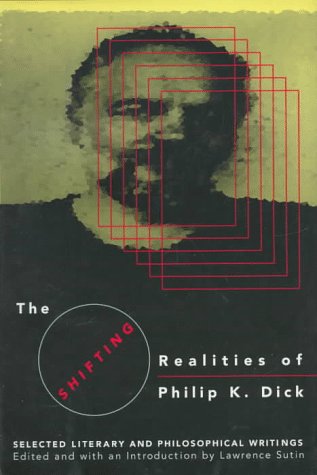 The
SHIFTING
Realities of
Philip K. Dick
SELECTED LITERARY AND PHILOSOPHICAL WRITINGS
Edited and with an Introduction by Lawrence Sutin